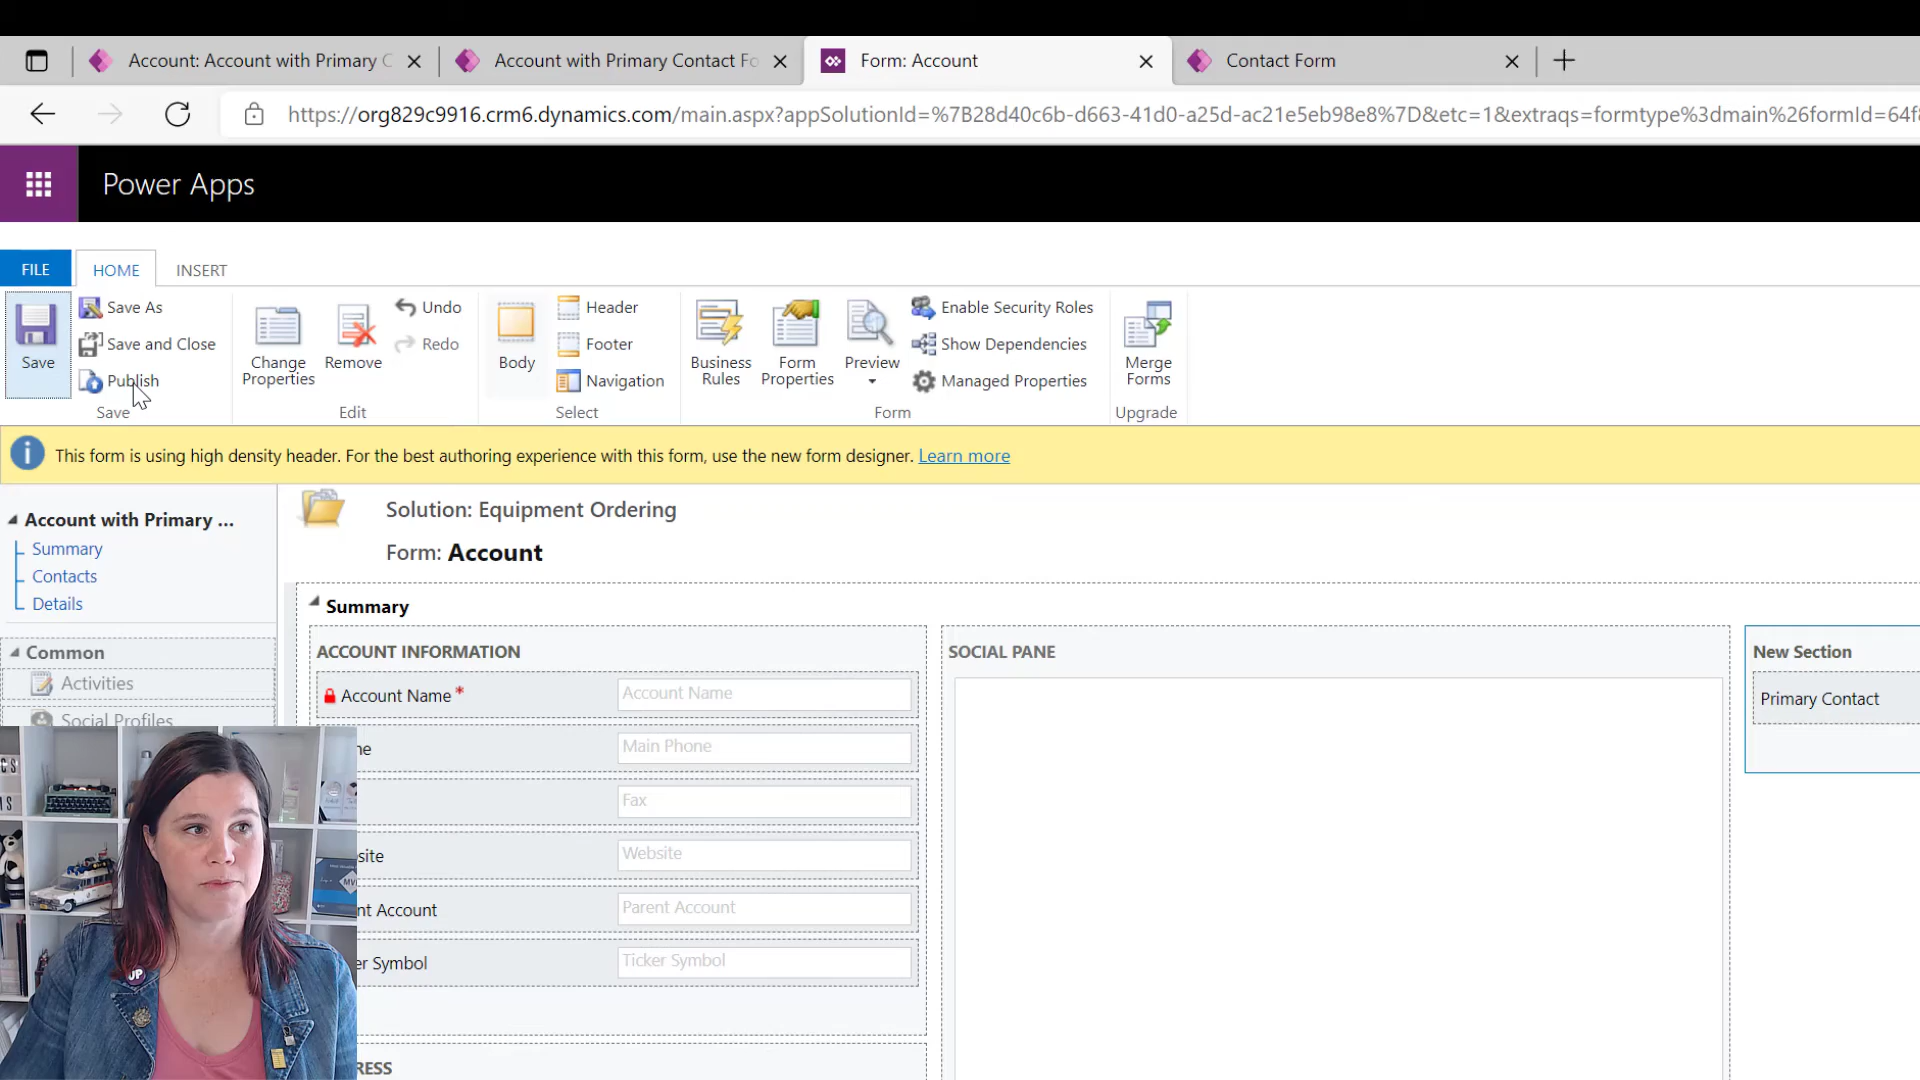 Account: Account with Primary C
Account with Primary Contact Fo
Form: Account
Contact Form
https://org829c9916.crm6.dynamics.com/main.aspx?appSolutionId=%7B28d40c6b-d663-41d0-a25d-ac21e5eb98e8%7D&etc=1&extraqs=formtype%3dmain%26formId=64f8
Power Apps
FILE
HOME
INSERT
Save
Save As
Save and Close
Publish
Save
Change Properties
Remove
Undo
Redo
Edit
Body
Header
Footer
Navigation
Select
Business Rules
Form Properties
Preview
Enable Security Roles
Show Dependencies
Managed Properties
Form
Merge Forms
Upgrade
This form is using high density header. For the best authoring experience with this form, use the new form designer. Learn more
Account with Primary ...
Summary
Contacts
Details
Common
Activities
Social Profiles
Solution: Equipment Ordering
Form: Account
Summary
ACCOUNT INFORMATION
Account Name *
Account Name
ne
Main Phone
Fax
site
Website
nt Account
Parent Account
er Symbol
Ticker Symbol
RESS
SOCIAL PANE
New Section
Primary Contact
UP
MV